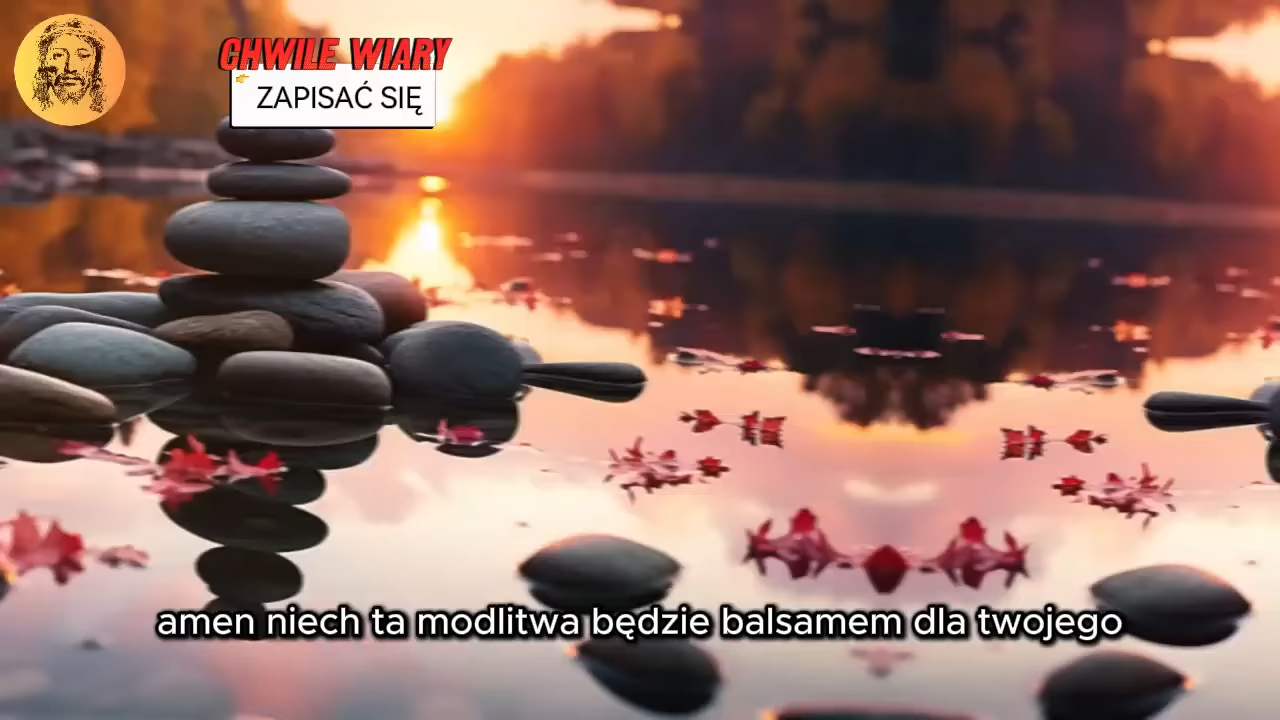 CHWILE WIARY
ZAPISAĆ SIĘ
amen niech ta modlitwa będzie balsamem dla twojego